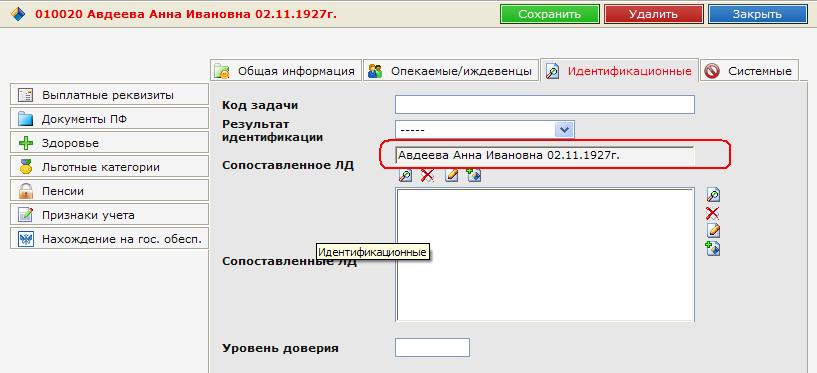 010020 Авдеева Анна Ивановна 02.11.1927г.
Сохранить
Удалить
Закрыть
Общая информация
Опекаемые/иждевенцы
Идентификационные
Системные
Выплатные реквизиты
Документы ПФ
Здоровье
Льготные категории
Пенсии
Признаки учета
Нахождение на гос. обесп.
Код задачи
Результат
идентификации
-----
Сопоставленное ЛД
Авдеева Анна Ивановна 02.11.1927г.
Идентификационные
Сопоставленные ЛД
Уровень доверия